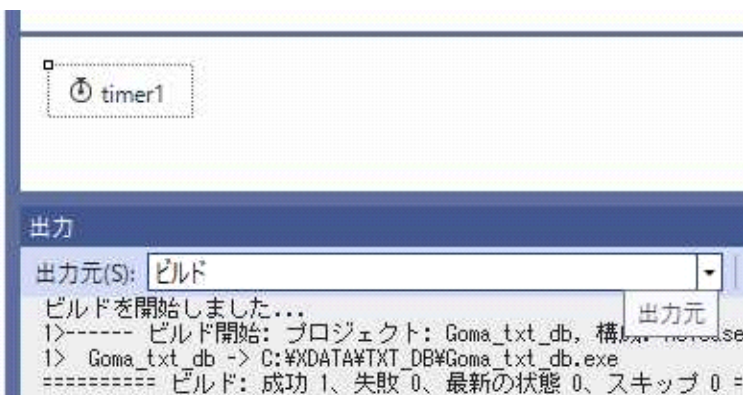 timer1
出力
出力元(S): ビルド
出力元
ビルドを開始しました...
1>------ ビルド開始: プロジェクト: Goma_txt_db, 構成:
1> Goma_txt_db -> C:¥XDATA¥TXT_DB¥Goma_txt_db.exe
========== ビルド: 成功 1、失敗 0、最新の状態 0、スキップ 0 =